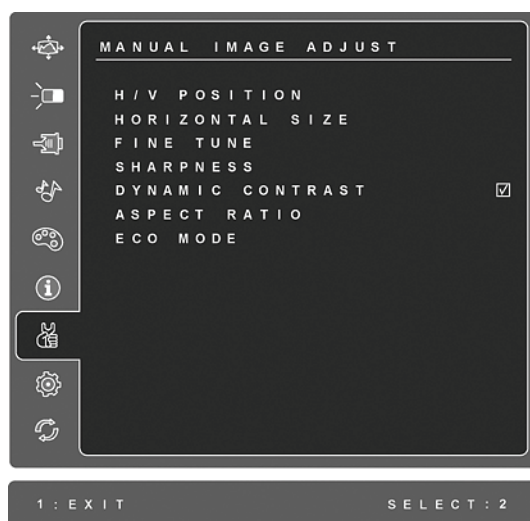 MANUAL IMAGE ADJUST
H/V POSITION
HORIZONTAL SIZE
FINE TUNE
SHARPNESS
DYNAMIC CONTRAST
ASPECT RATIO
ECO MODE
1:EXIT SELECT:2